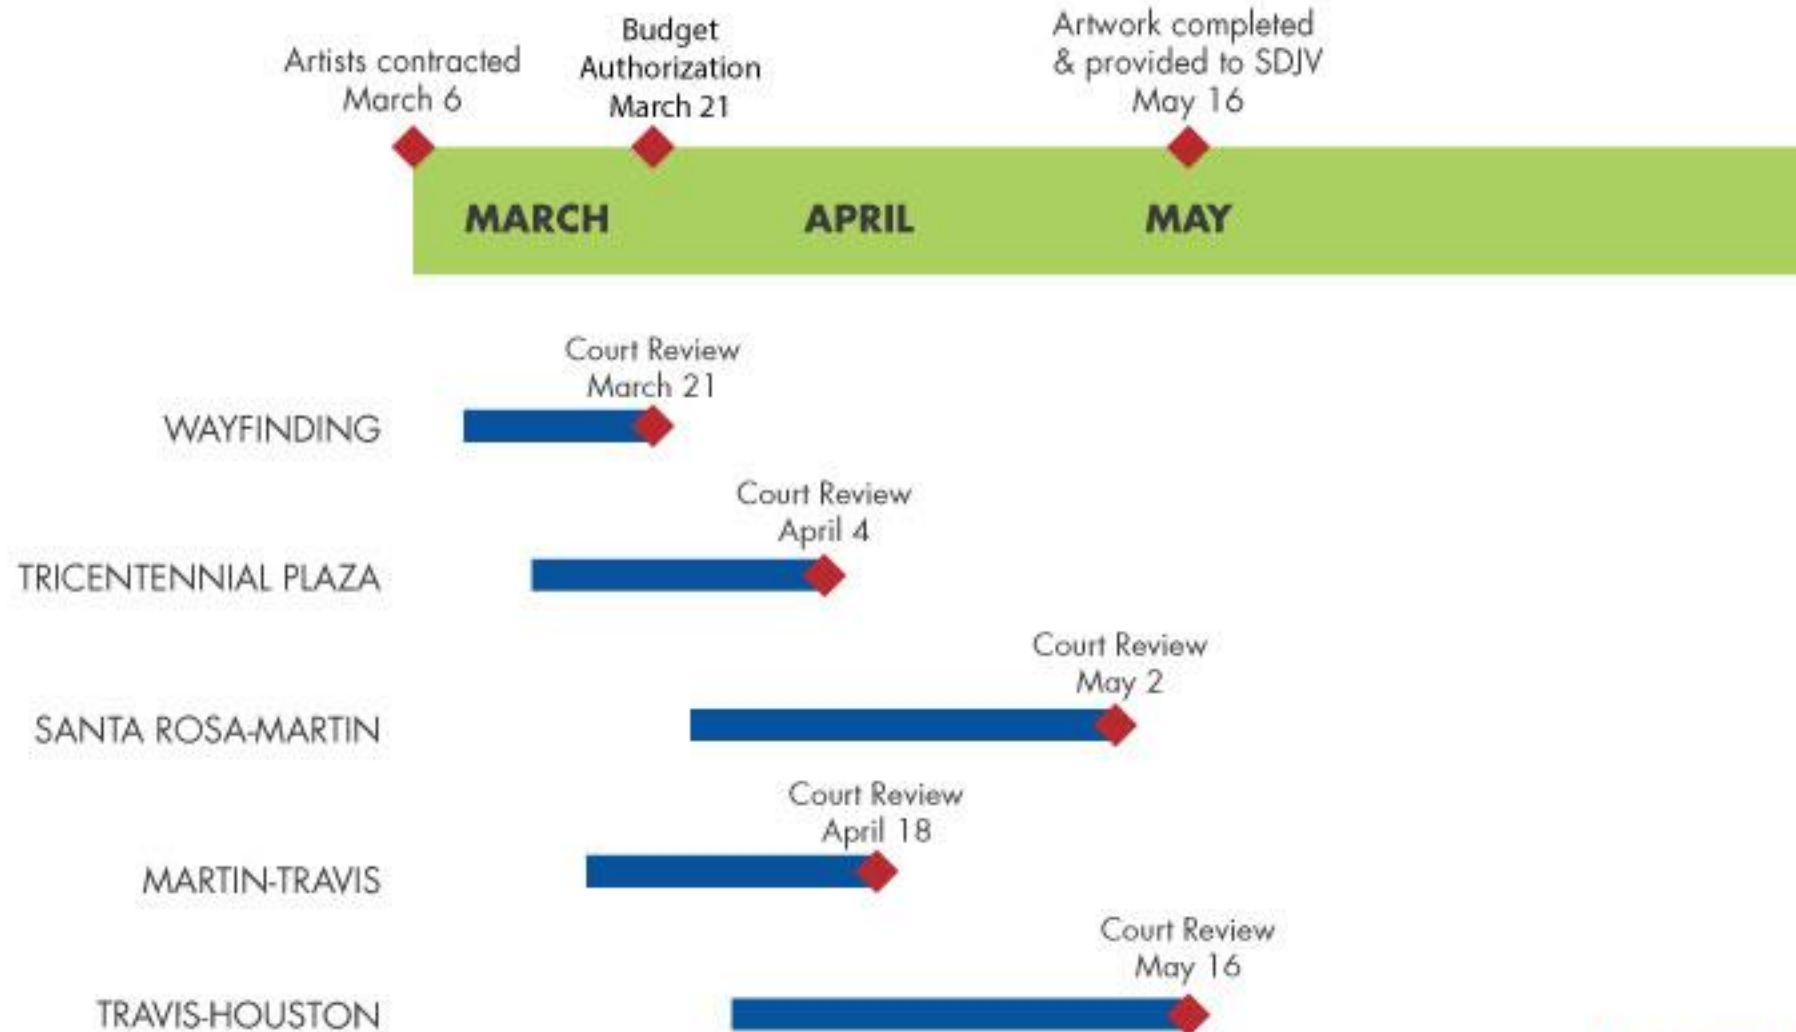 Artists contracted
March 6
Budget
Authorization
March 21
Artwork completed
& provided to SDJV
May 16
MARCH
APRIL
MAY
Court Review
March 21
WAYFINDING
Court Review
April 4
TRICENTENNIAL PLAZA
Court Review
May 2
SANTA ROSA-MARTIN
Court Review
April 18
MARTIN-TRAVIS
Court Review
May 16
TRAVIS-HOUSTON